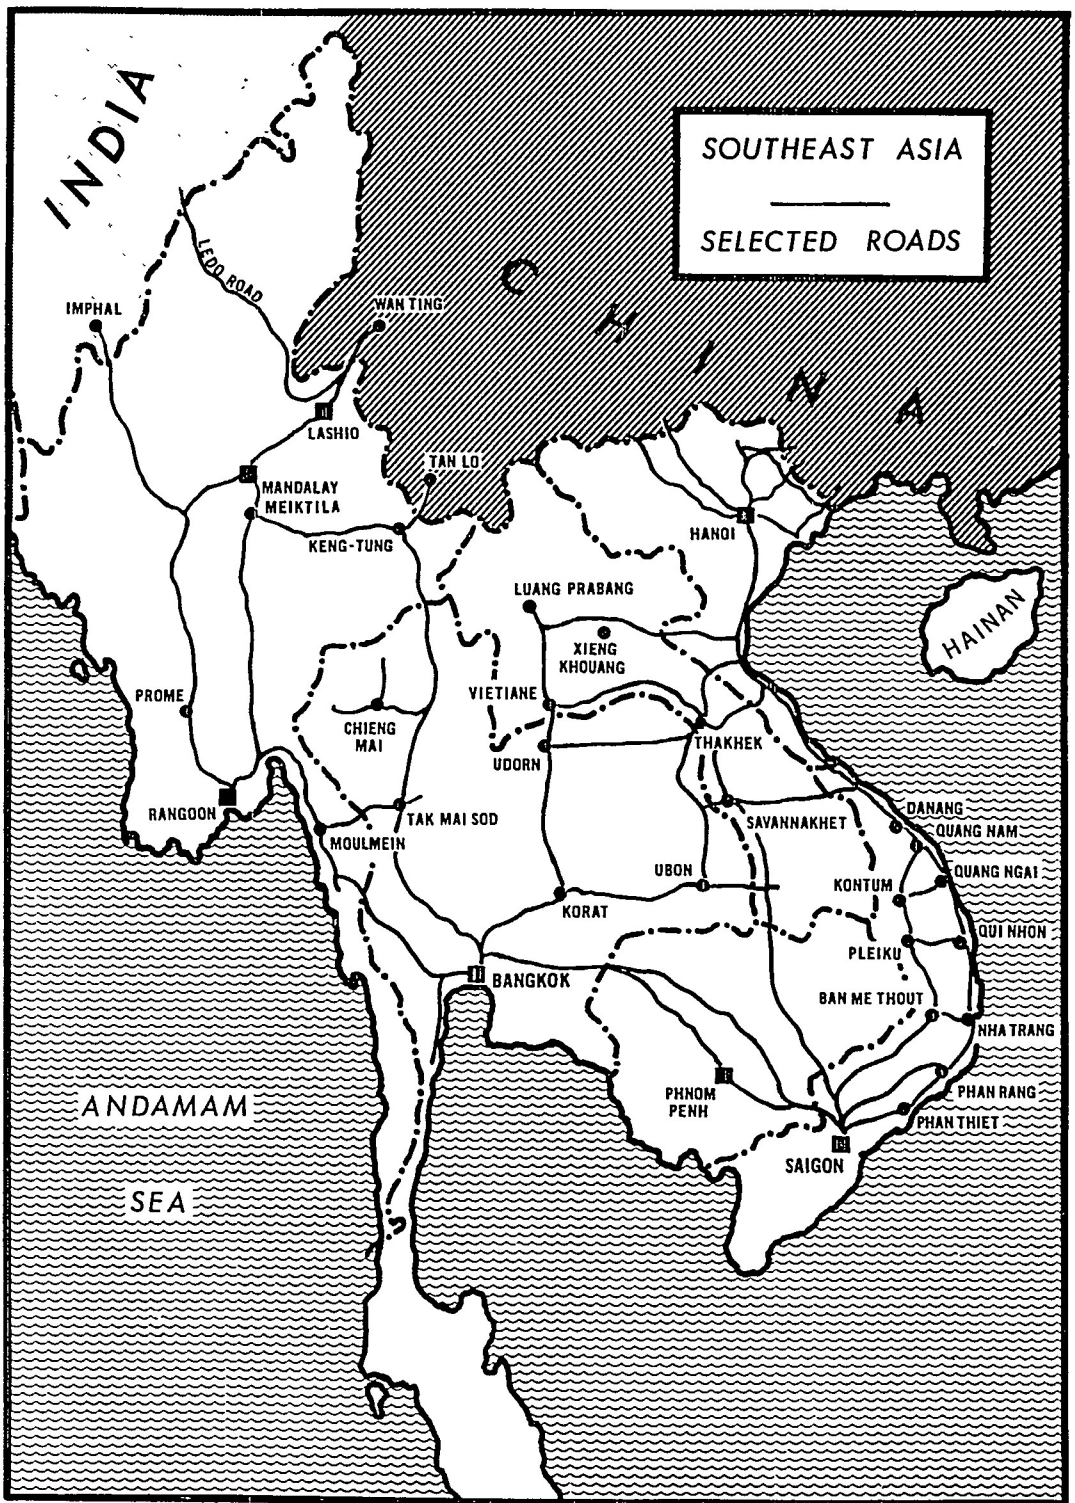 SOUTHEAST ASIA
SELECTED ROADS
INDIA
CHINA
LEDO ROAD
IMPHAL
WAN TING
LASHIO
TAN LO
MANDALAY
MEIKTILA
KENG-TUNG
HANOI
LUANG PRABANG
HAINAN
XIENG
KHOUANG
PROME
VIETIANE
CHIENG
MAI
THAKHEK
UDORN
RANGOON
TAK MAI SOD
SAVANNAKHET
DANANG
QUANG NAM
MOULMEIN
UBON
KONTUM
QUANG NGAI
KORAT
PLEIKU
QUI NHON
BANGKOK
BAN ME THOUT
NHA TRANG
PHNOM
PENH
PHAN RANG
PHAN THIET
ANDAMAM
SEA
SAIGON